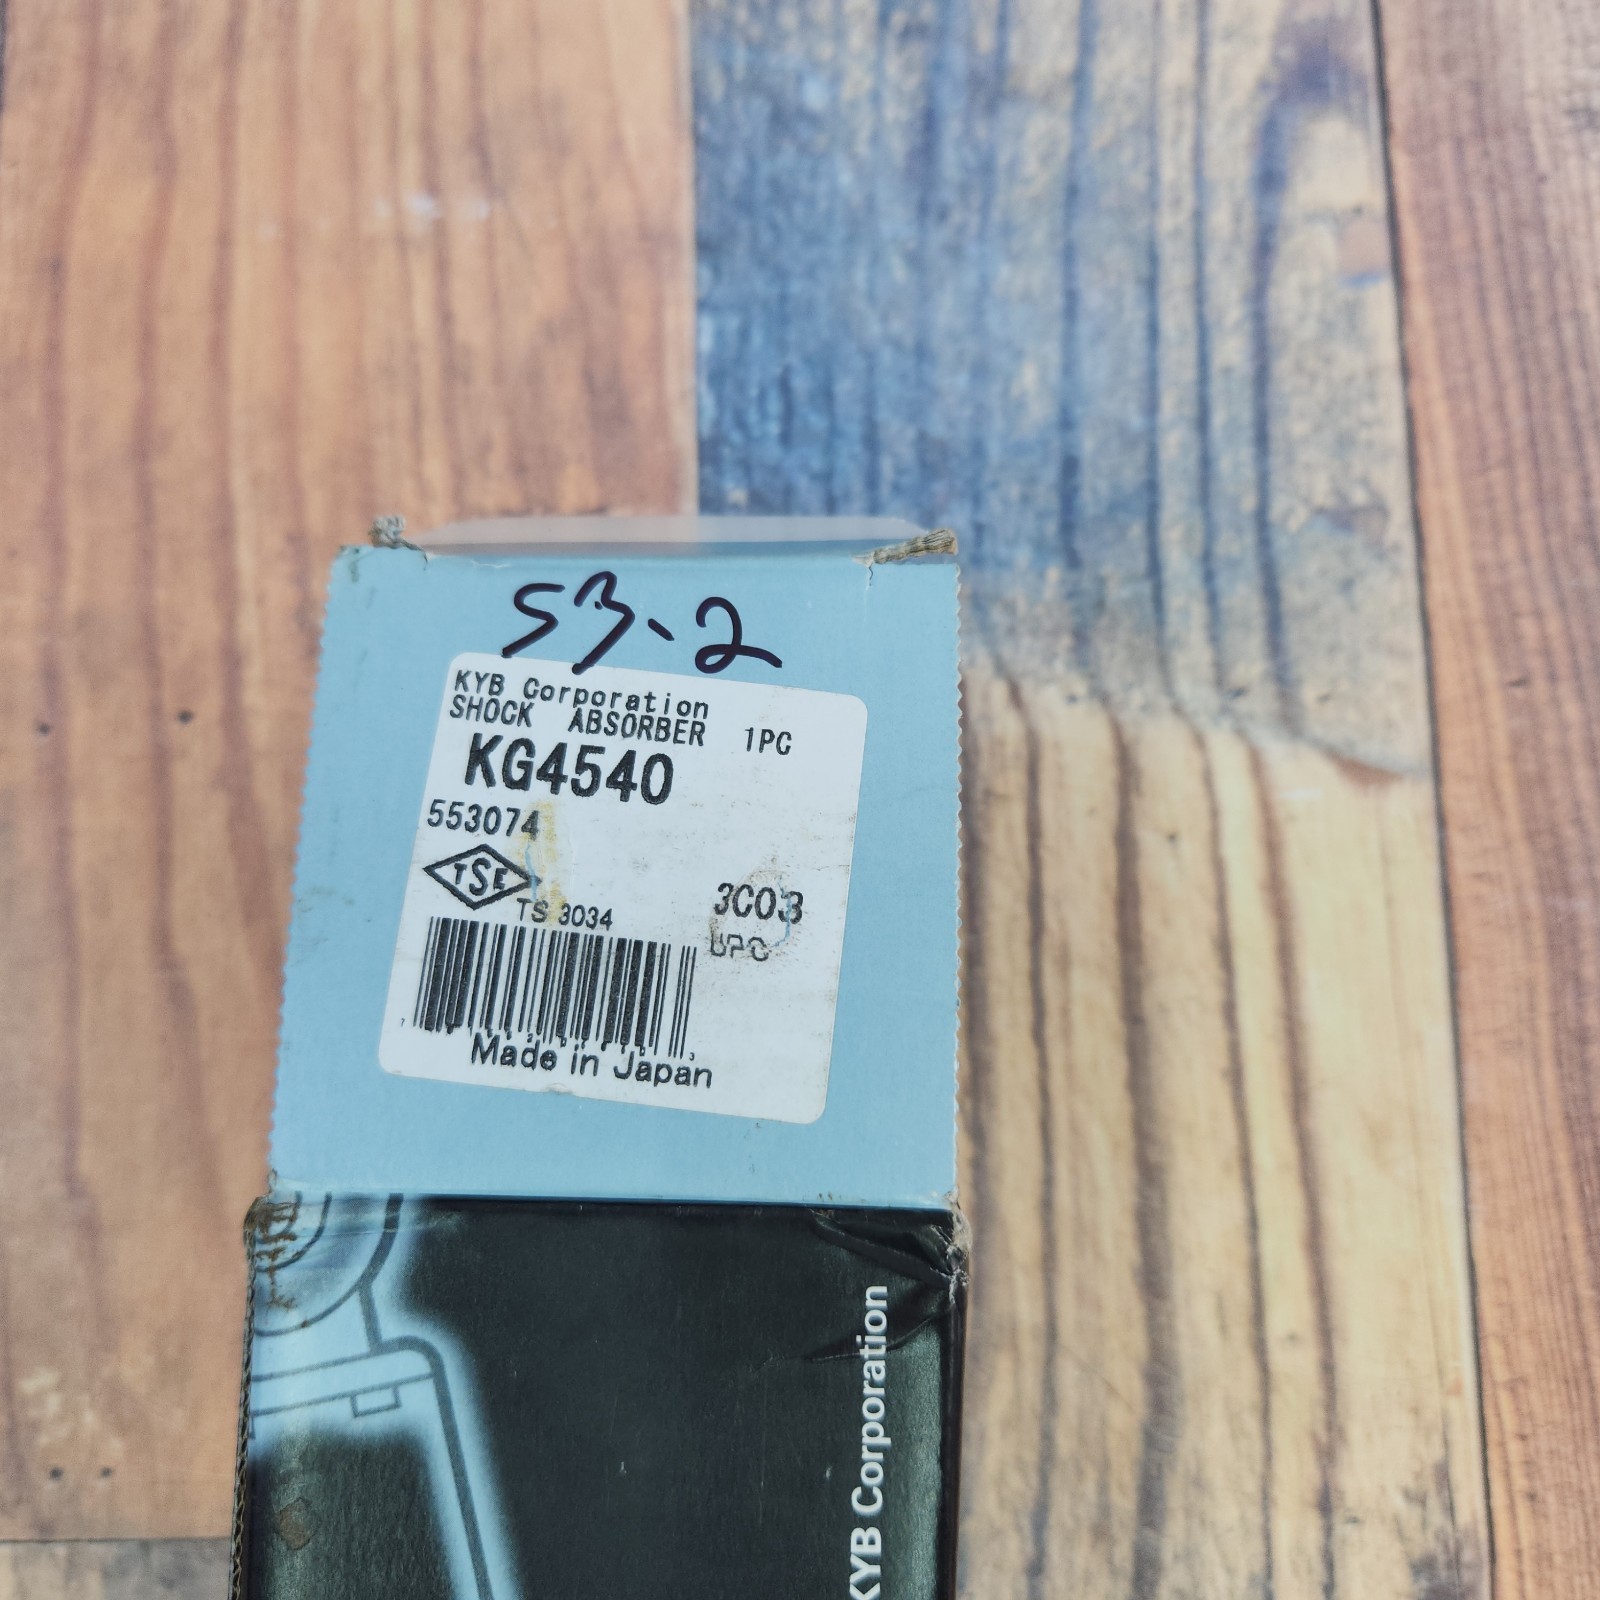 53-2
KYB Corporation
SHOCK ABSORBER 1PC
KG4540
553074
TSE
TS 3034
3C03
UPC
Made in Japan
KYB Corporation